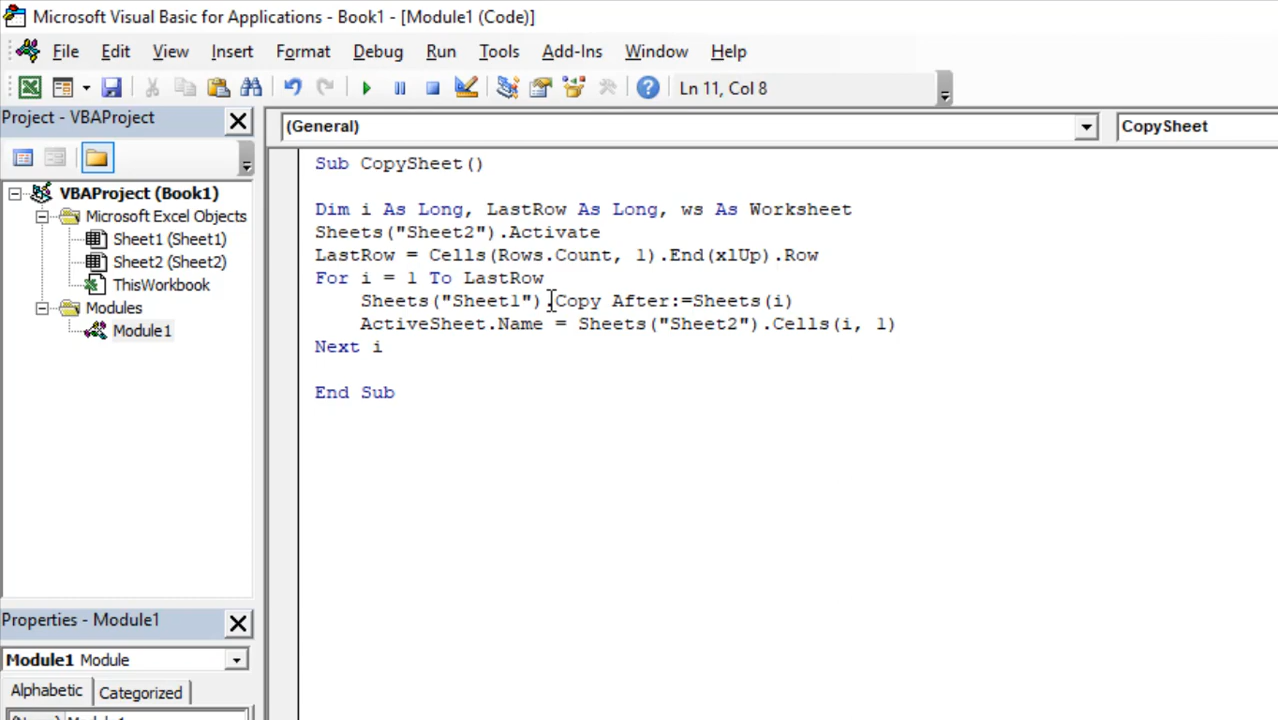 Microsoft Visual Basic for Applications - Book1 - [Module1 (Code)]
File Edit View Insert Format Debug Run Tools Add-Ins Window Help
Ln 11, Col 8
Project - VBAProject
(General)
CopySheet
VBAProject (Book1)
Microsoft Excel Objects
Sheet1 (Sheet1)
Sheet2 (Sheet2)
ThisWorkbook
Modules
Module1
Sub CopySheet()
Dim i As Long, LastRow As Long, ws As Worksheet
Sheets("Sheet2").Activate
LastRow = Cells(Rows.Count, 1).End(xlUp).Row
For i = 1 To LastRow
Sheets("Sheet1").Copy After:=Sheets(i)
ActiveSheet.Name = Sheets("Sheet2").Cells(i, 1)
Next i
End Sub
Properties - Module1
Module1 Module
Alphabetic Categorized